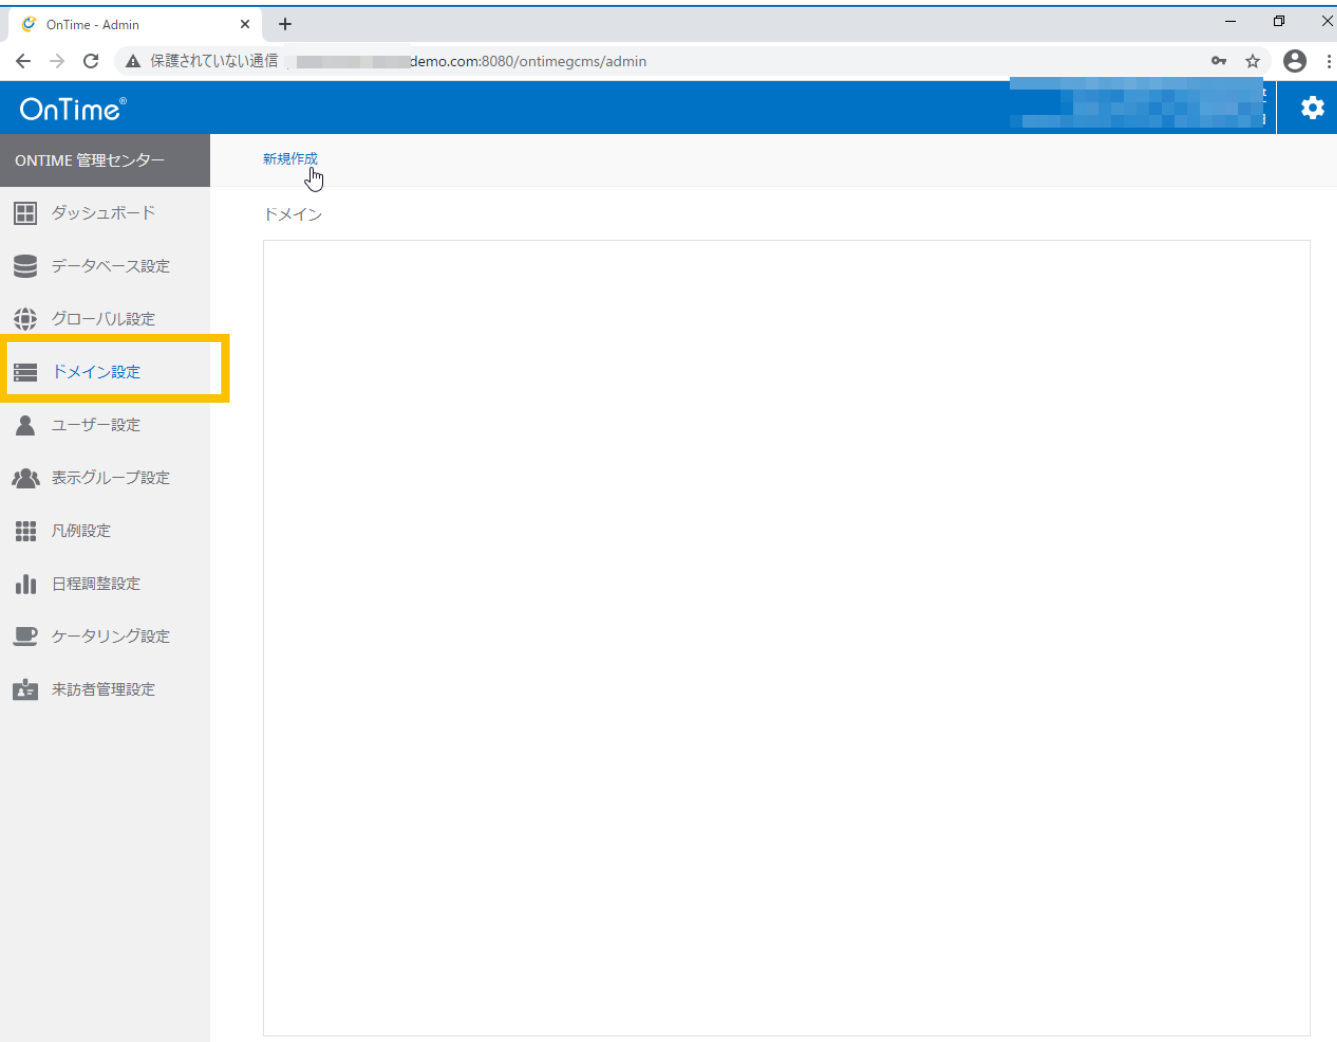 OnTime - Admin
保護されていない通信 demo.com:8080/ontimegcms/admin
OnTime®
ONTIME 管理センター
新規作成
ダッシュボード
ドメイン
データベース設定
グローバル設定
ドメイン設定
ユーザー設定
表示グループ設定
凡例設定
日程調整設定
ケータリング設定
来訪者管理設定